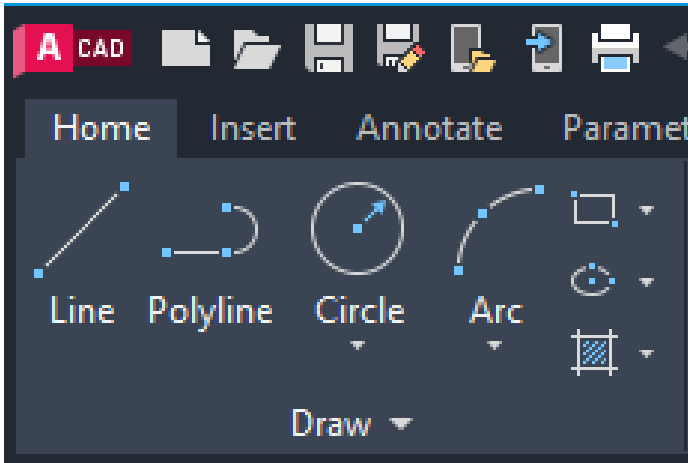 A CAD
Home Insert Annotate Paramet
Line Polyline Circle Arc
Draw